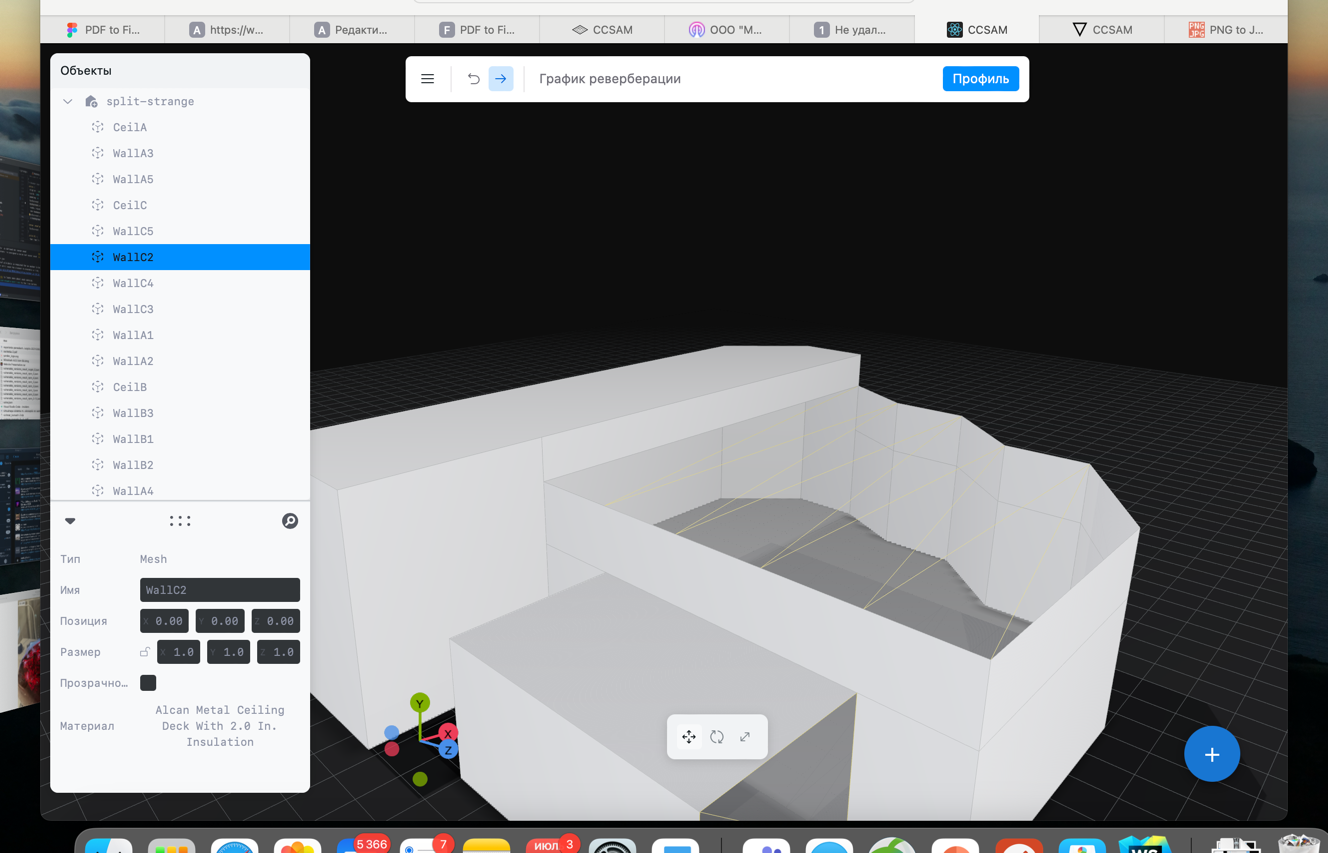 PDF to Fi...
https://w...
Редакти...
PDF to Fi...
CCSAM
ООО "М...
Не удал...
CCSAM
CCSAM
PNG to J...
Объекты
split-strange
CeilA
WallA3
WallA5
CeilC
WallC5
WallC2
WallC4
WallC3
WallA1
WallA2
CeilB
WallB3
WallB1
WallB2
WallA4
График реверберации
Профиль
Тип Mesh
Имя WallC2
Позиция X 0.00 Y 0.00 Z 0.00
Размер X 1.0 Y 1.0 Z 1.0
Прозрачно...
Материал Alcan Metal Ceiling
Deck With 2.0 In.
Insulation
Y
X
Z
5 366
7
ИЮЛ 3
WS